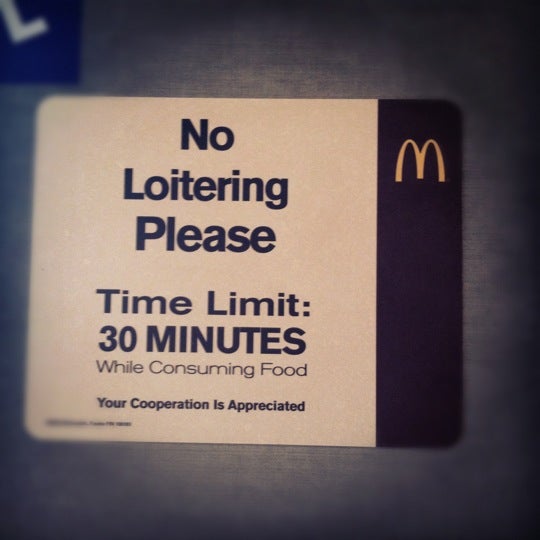 No
Loitering
Please
Time Limit:
30 MINUTES
While Consuming Food
Your Cooperation Is Appreciated